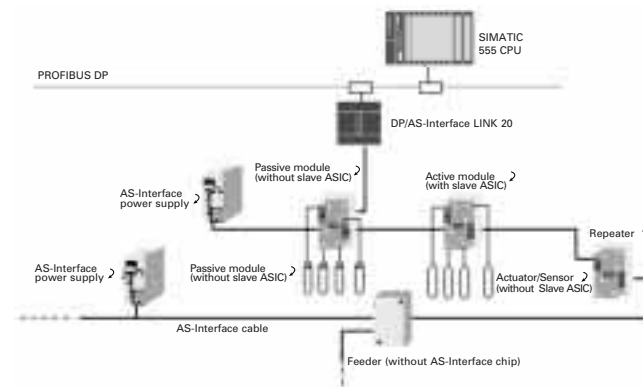 SIMATIC
555 CPU
PROFIBUS DP
DP/AS-Interface LINK 20
Passive module
(without slave ASIC)
Active module
(with slave ASIC)
AS-Interface
power supply
Repeater
AS-Interface
power supply
Passive module
(without slave ASIC)
Actuator/Sensor
(without Slave ASIC)
AS-Interface cable
Feeder (without AS-Interface chip)